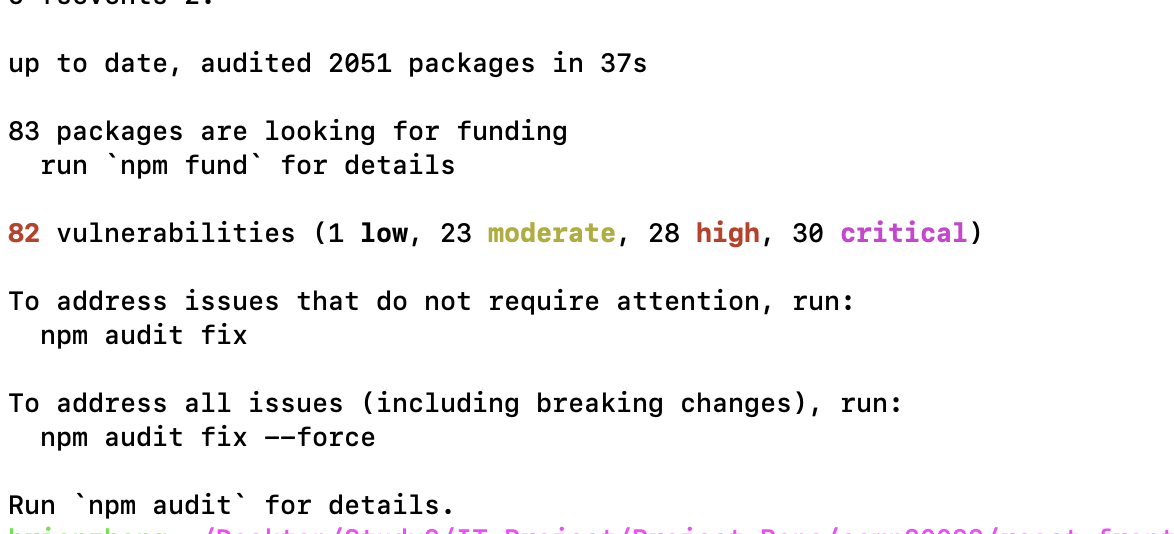 up to date, audited 2051 packages in 37s
83 packages are looking for funding
run `npm fund` for details
82 vulnerabilities (1 low, 23 moderate, 28 high, 30 critical)
To address issues that do not require attention, run:
npm audit fix
To address all issues (including breaking changes), run:
npm audit fix --force
Run `npm audit` for details.